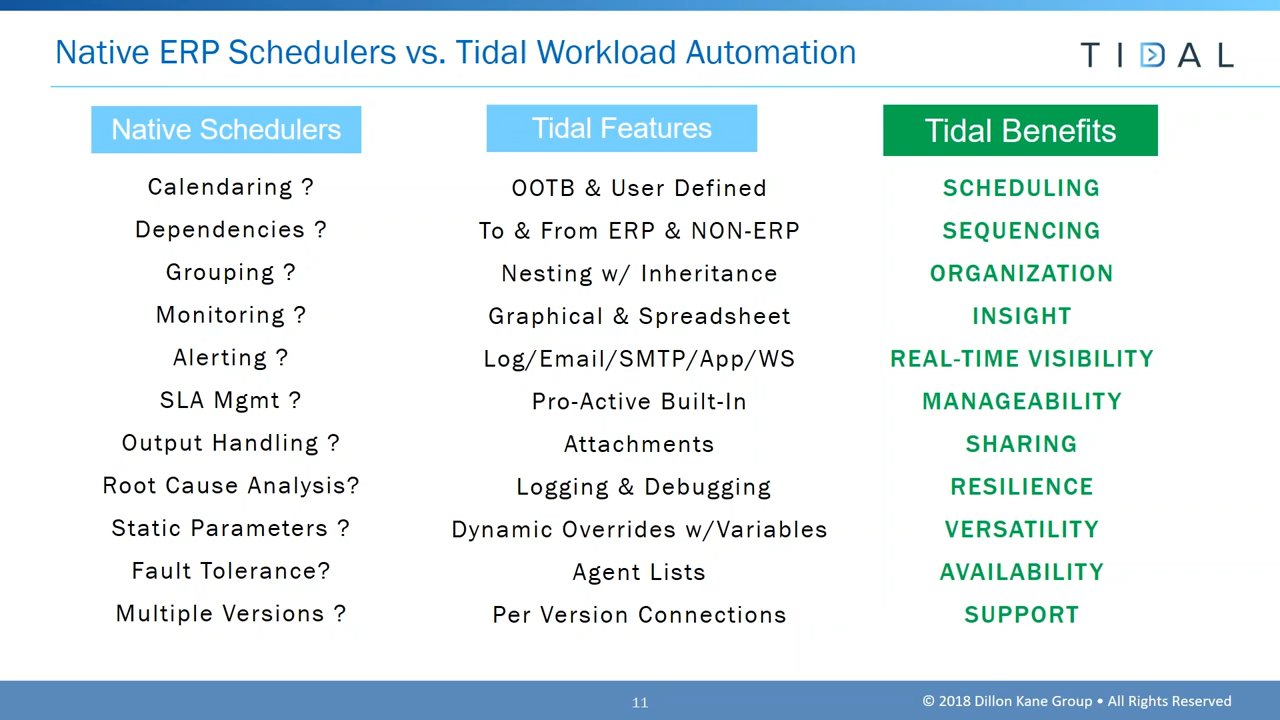 Native ERP Schedulers vs. Tidal Workload Automation
TIDAL
Native Schedulers
Tidal Features
Tidal Benefits
Calendaring ?
OOTB & User Defined
SCHEDULING
Dependencies ?
To & From ERP & NON-ERP
SEQUENCING
Grouping ?
Nesting w/ Inheritance
ORGANIZATION
Monitoring ?
Graphical & Spreadsheet
INSIGHT
Alerting ?
Log/Email/SMTP/App/WS
REAL-TIME VISIBILITY
SLA Mgmt ?
Pro-Active Built-In
MANAGEABILITY
Output Handling ?
Attachments
SHARING
Root Cause Analysis?
Logging & Debugging
RESILIENCE
Static Parameters ?
Dynamic Overrides w/Variables
VERSATILITY
Fault Tolerance?
Agent Lists
AVAILABILITY
Multiple Versions ?
Per Version Connections
SUPPORT
11
© 2018 Dillon Kane Group • All Rights Reserved